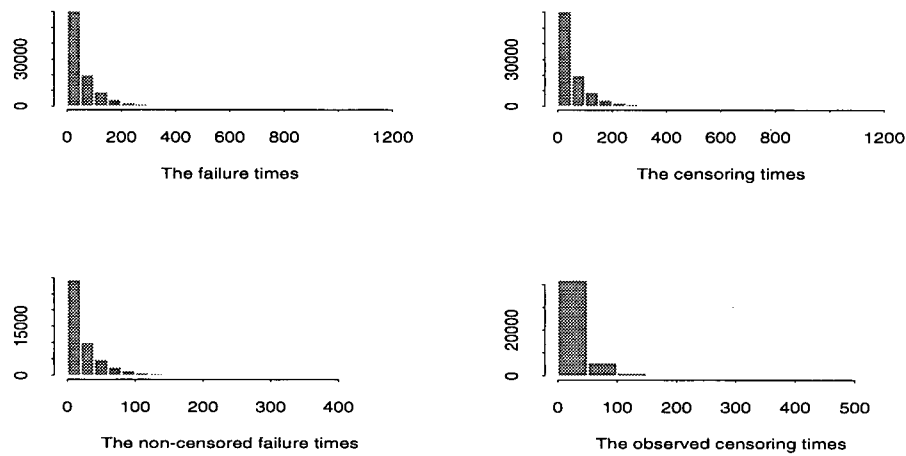 30000
0
0 200 400 600 800 1200
The failure times
30000
0
0 200 400 600 800 1200
The censoring times
15000
0
0 100 200 300 400
The non-censored failure times
20000
0
0 100 200 300 400 500
The observed censoring times